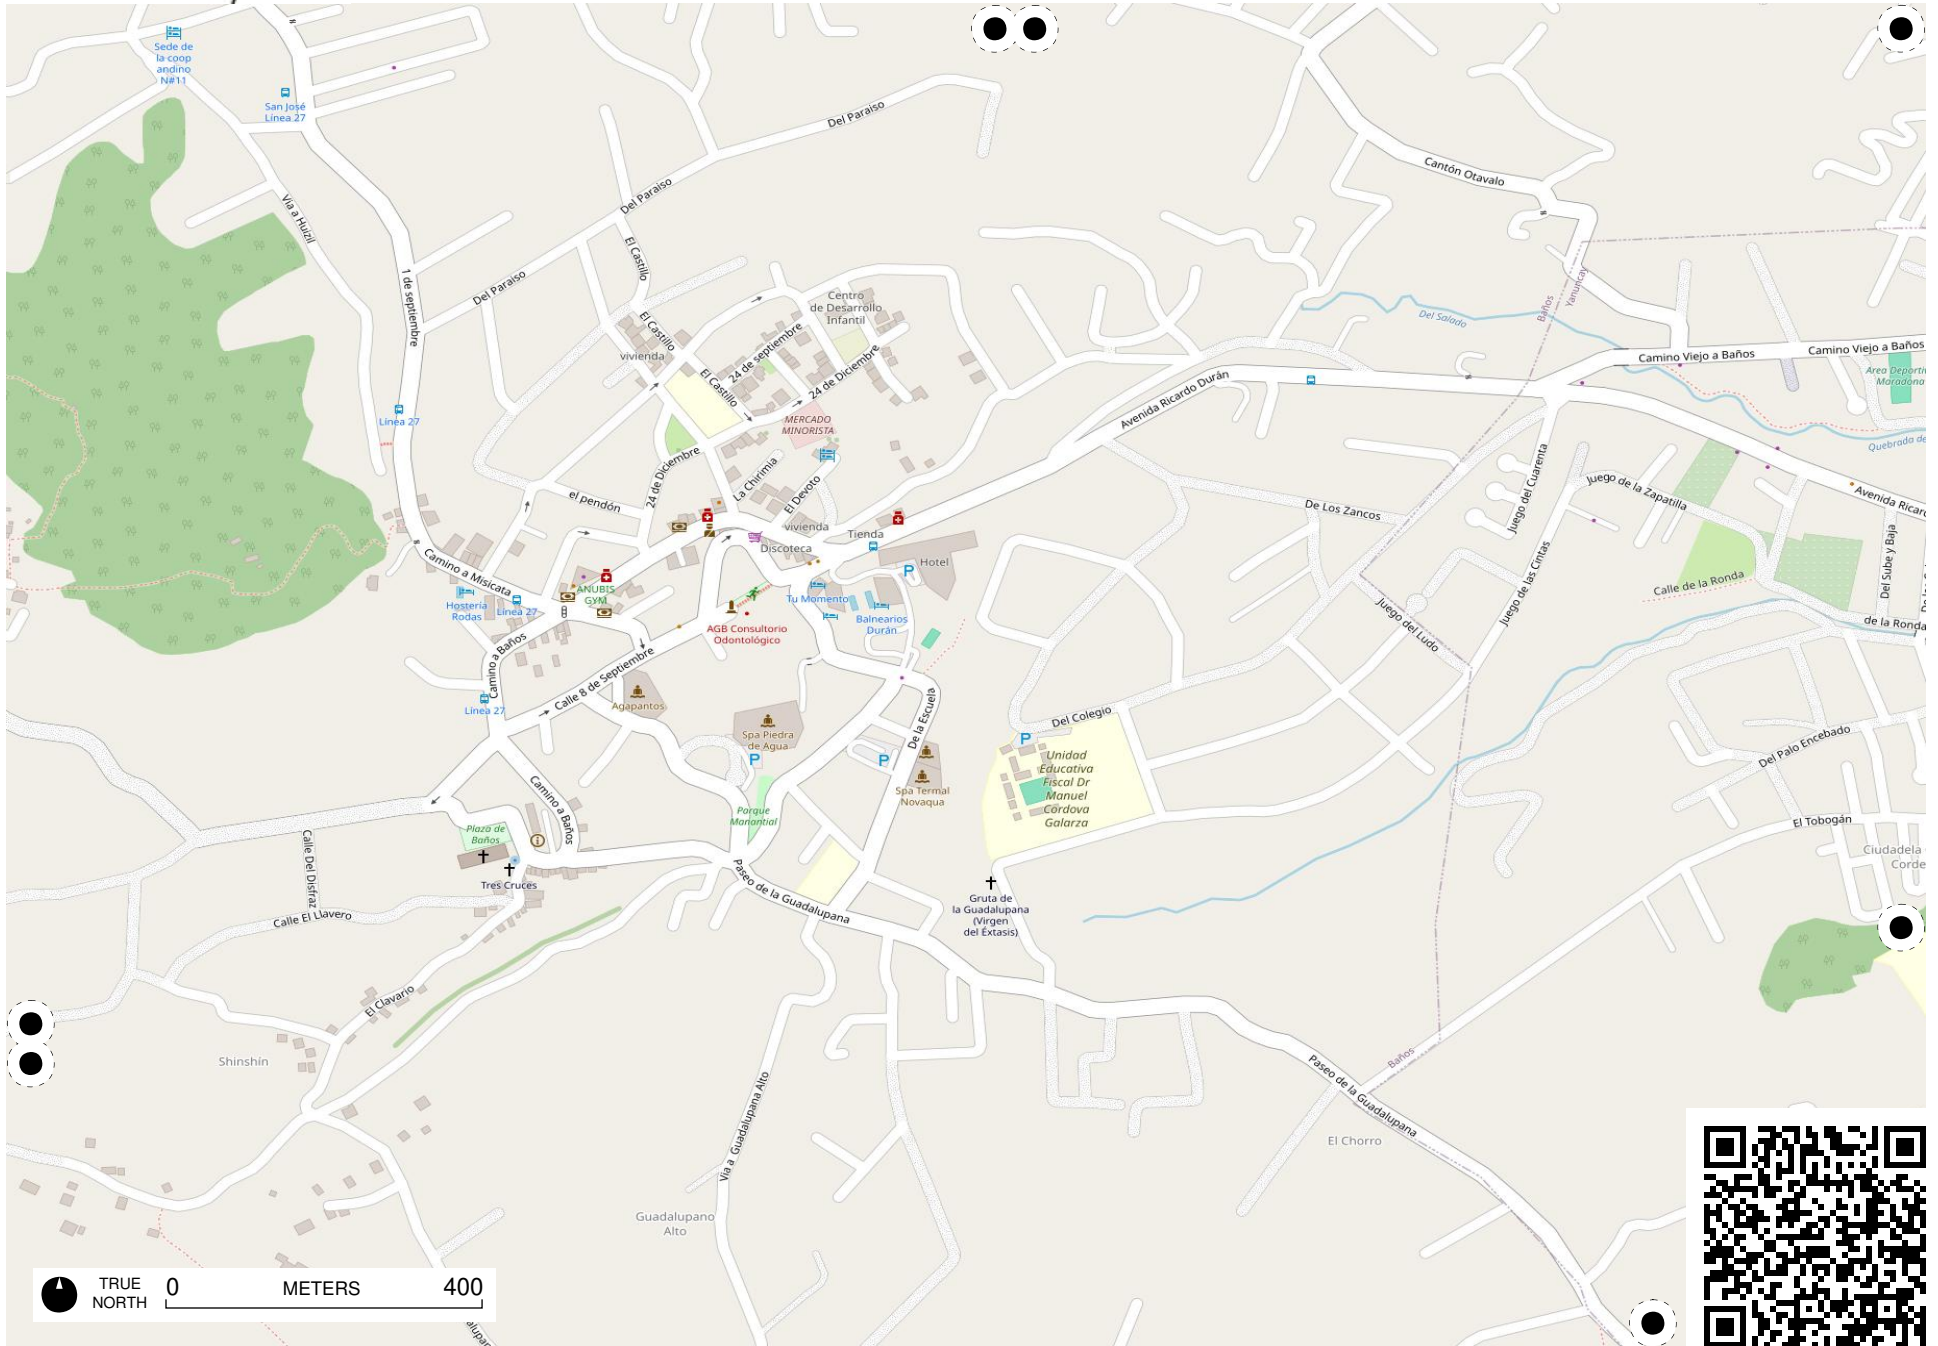 Sede de
la coop
andino
N#11
San José
Línea 27
Del Paraiso
Cantón Otavalo
Del Paraiso
Via a Huizil
El Castillo
1 de septiembre
Del Paraiso
Centro
de Desarrollo
Infantil
Baños
Yanuncay
Del Salado
El Castillo
vivienda
24 de septiembre
Camino Viejo a Baños
Camino Viejo a Baños
El Castillo
24 de Diciembre
Avenida Ricardo Durán
Area Deporti
Maradona
Línea 27
MERCADO
MINORISTA
Quebrada de
24 de Diciembre
La Chirimia
El Devoto
Juego del Cuarenta
Juego de la Zapatilla
Avenida Ricard
el pendón
De Los Zancos
vivienda
Tienda
Discoteca
Hotel
Camino a Misicata
Juego de las Cintas
Del Sube y Baja
Calle de la Ronda
ANUBIS
GYM
Hostería
Rodas
Línea 27
Tu Momento
P
Balnearios
Durán
Juego del Ludo
de la Ronda
AGB Consultorio
Odontológico
Camino a Baños
Calle 8 de Septiembre
Línea 27
Agapantos
De la Escuela
Del Colegio
Spa Piedra
de Agua
P
P
P
Unidad
Educativa
Fiscal Dr
Manuel
Córdova
Galarza
Del Palo Encebado
Spa Termal
Novaqua
Camino a Baños
Parque
Manantial
Plaza de
Baños
El Tobogán
Ciudadela
Corde
Calle Del Disfraz
Tres Cruces
Paseo de la Guadalupana
Gruta de
la Guadalupana
(Virgen
del Éxtasis)
Calle El Llavero
El Clavario
Shinshín
Baños
Paseo de la Guadalupana
Via a Guadalupana Alto
El Chorro
Guadalupano
Alto
TRUE
NORTH
0 METERS 400